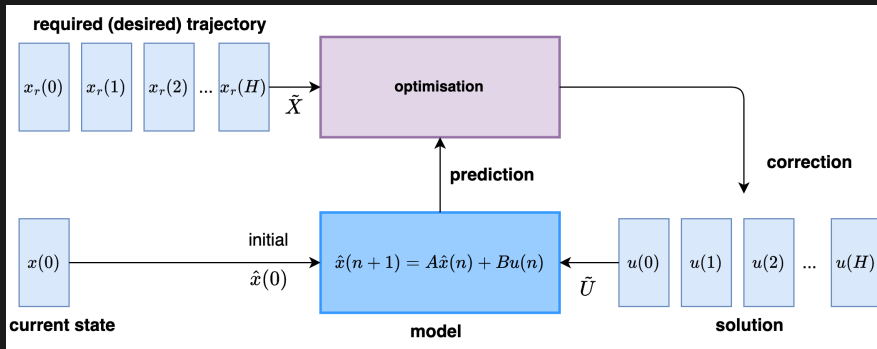 required (desired) trajectory
x_r(0) x_r(1) x_r(2) ... x_r(H)
X̃
optimisation
prediction
correction
x(0)
initial
x̂(0)
x̂(n + 1) = Ax̂(n) + Bu(n)
Ũ
u(0) u(1) u(2) ... u(H)
current state
model
solution